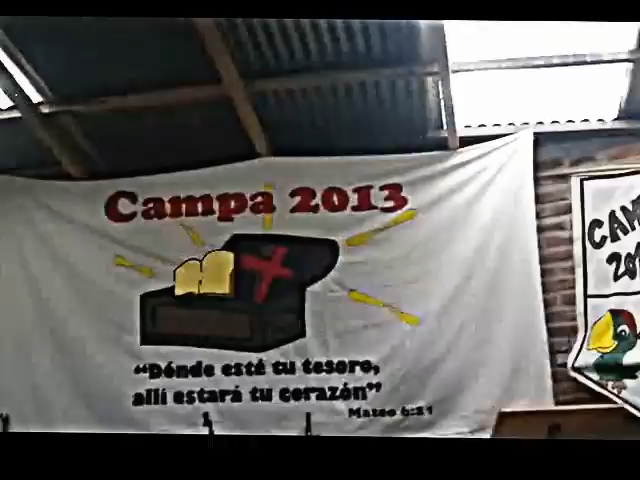 Campa 2013
“Dónde esté tu tesoro,
allí estará tu corazón”
Mateo 6:21